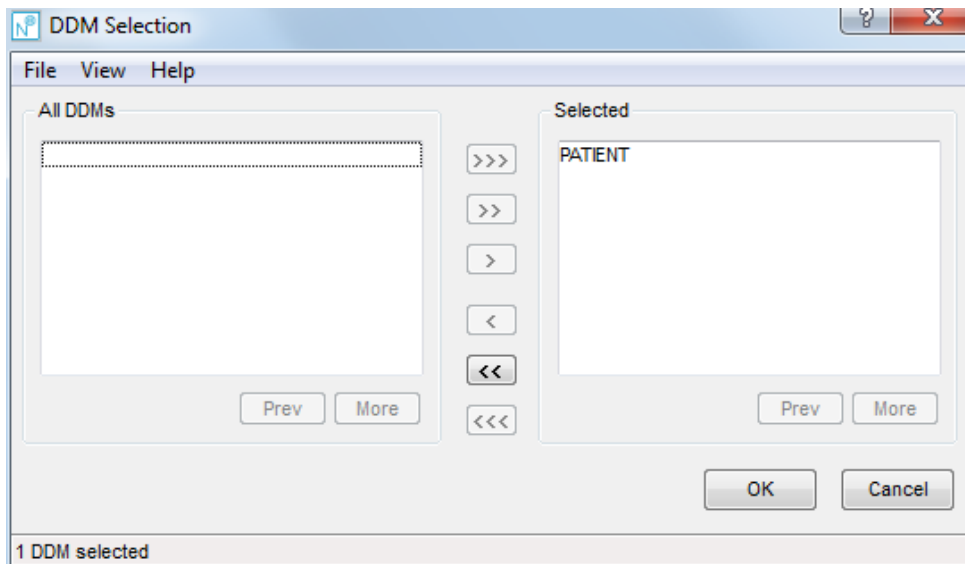 N® DDM Selection ? X
File View Help
All DDMs
Selected
PATIENT
>>>
>>
>
<
<<
<<<
Prev More
Prev More
OK Cancel
1 DDM selected